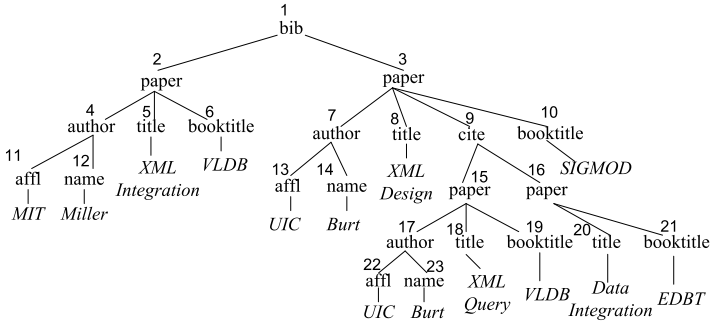 1
bib
2 3
paper paper
4 5 6 7 8 9 10
author title booktitle author title cite booktitle
11 12 XML Integration VLDB 13 14 XML Design 15 16 SIGMOD
affl name affl name paper paper
MIT Miller UIC Burt
17 18 19 20 21
author title booktitle title booktitle
22 23 XML Query VLDB Data Integration EDBT
affl name
UIC Burt